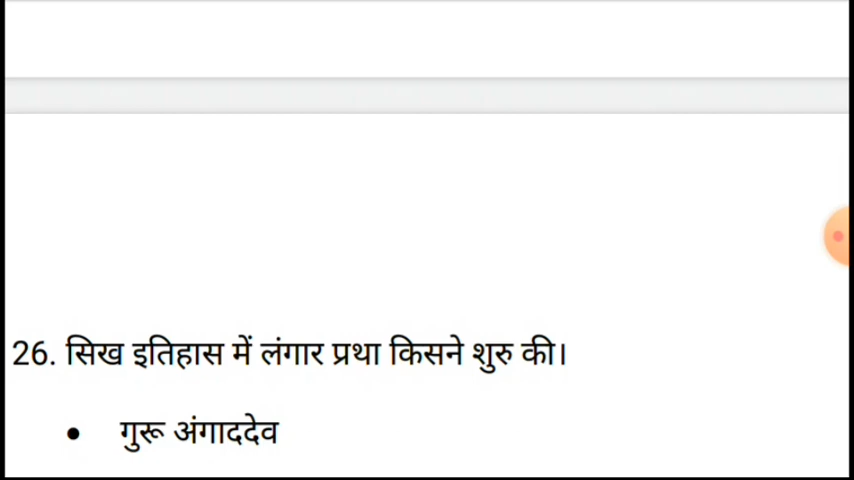 26. सिख इतिहास में लंगार प्रथा किसने शुरु की।
• गुरू अंगाददेव